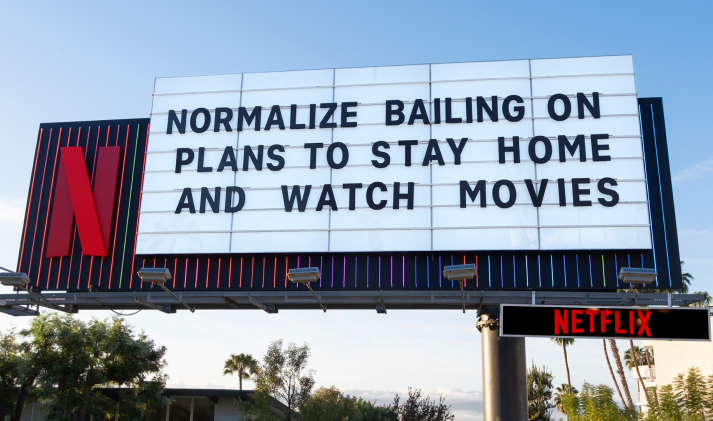 NORMALIZE BAILING ON
PLANS TO STAY HOME
AND WATCH MOVIES
N
NETFLIX